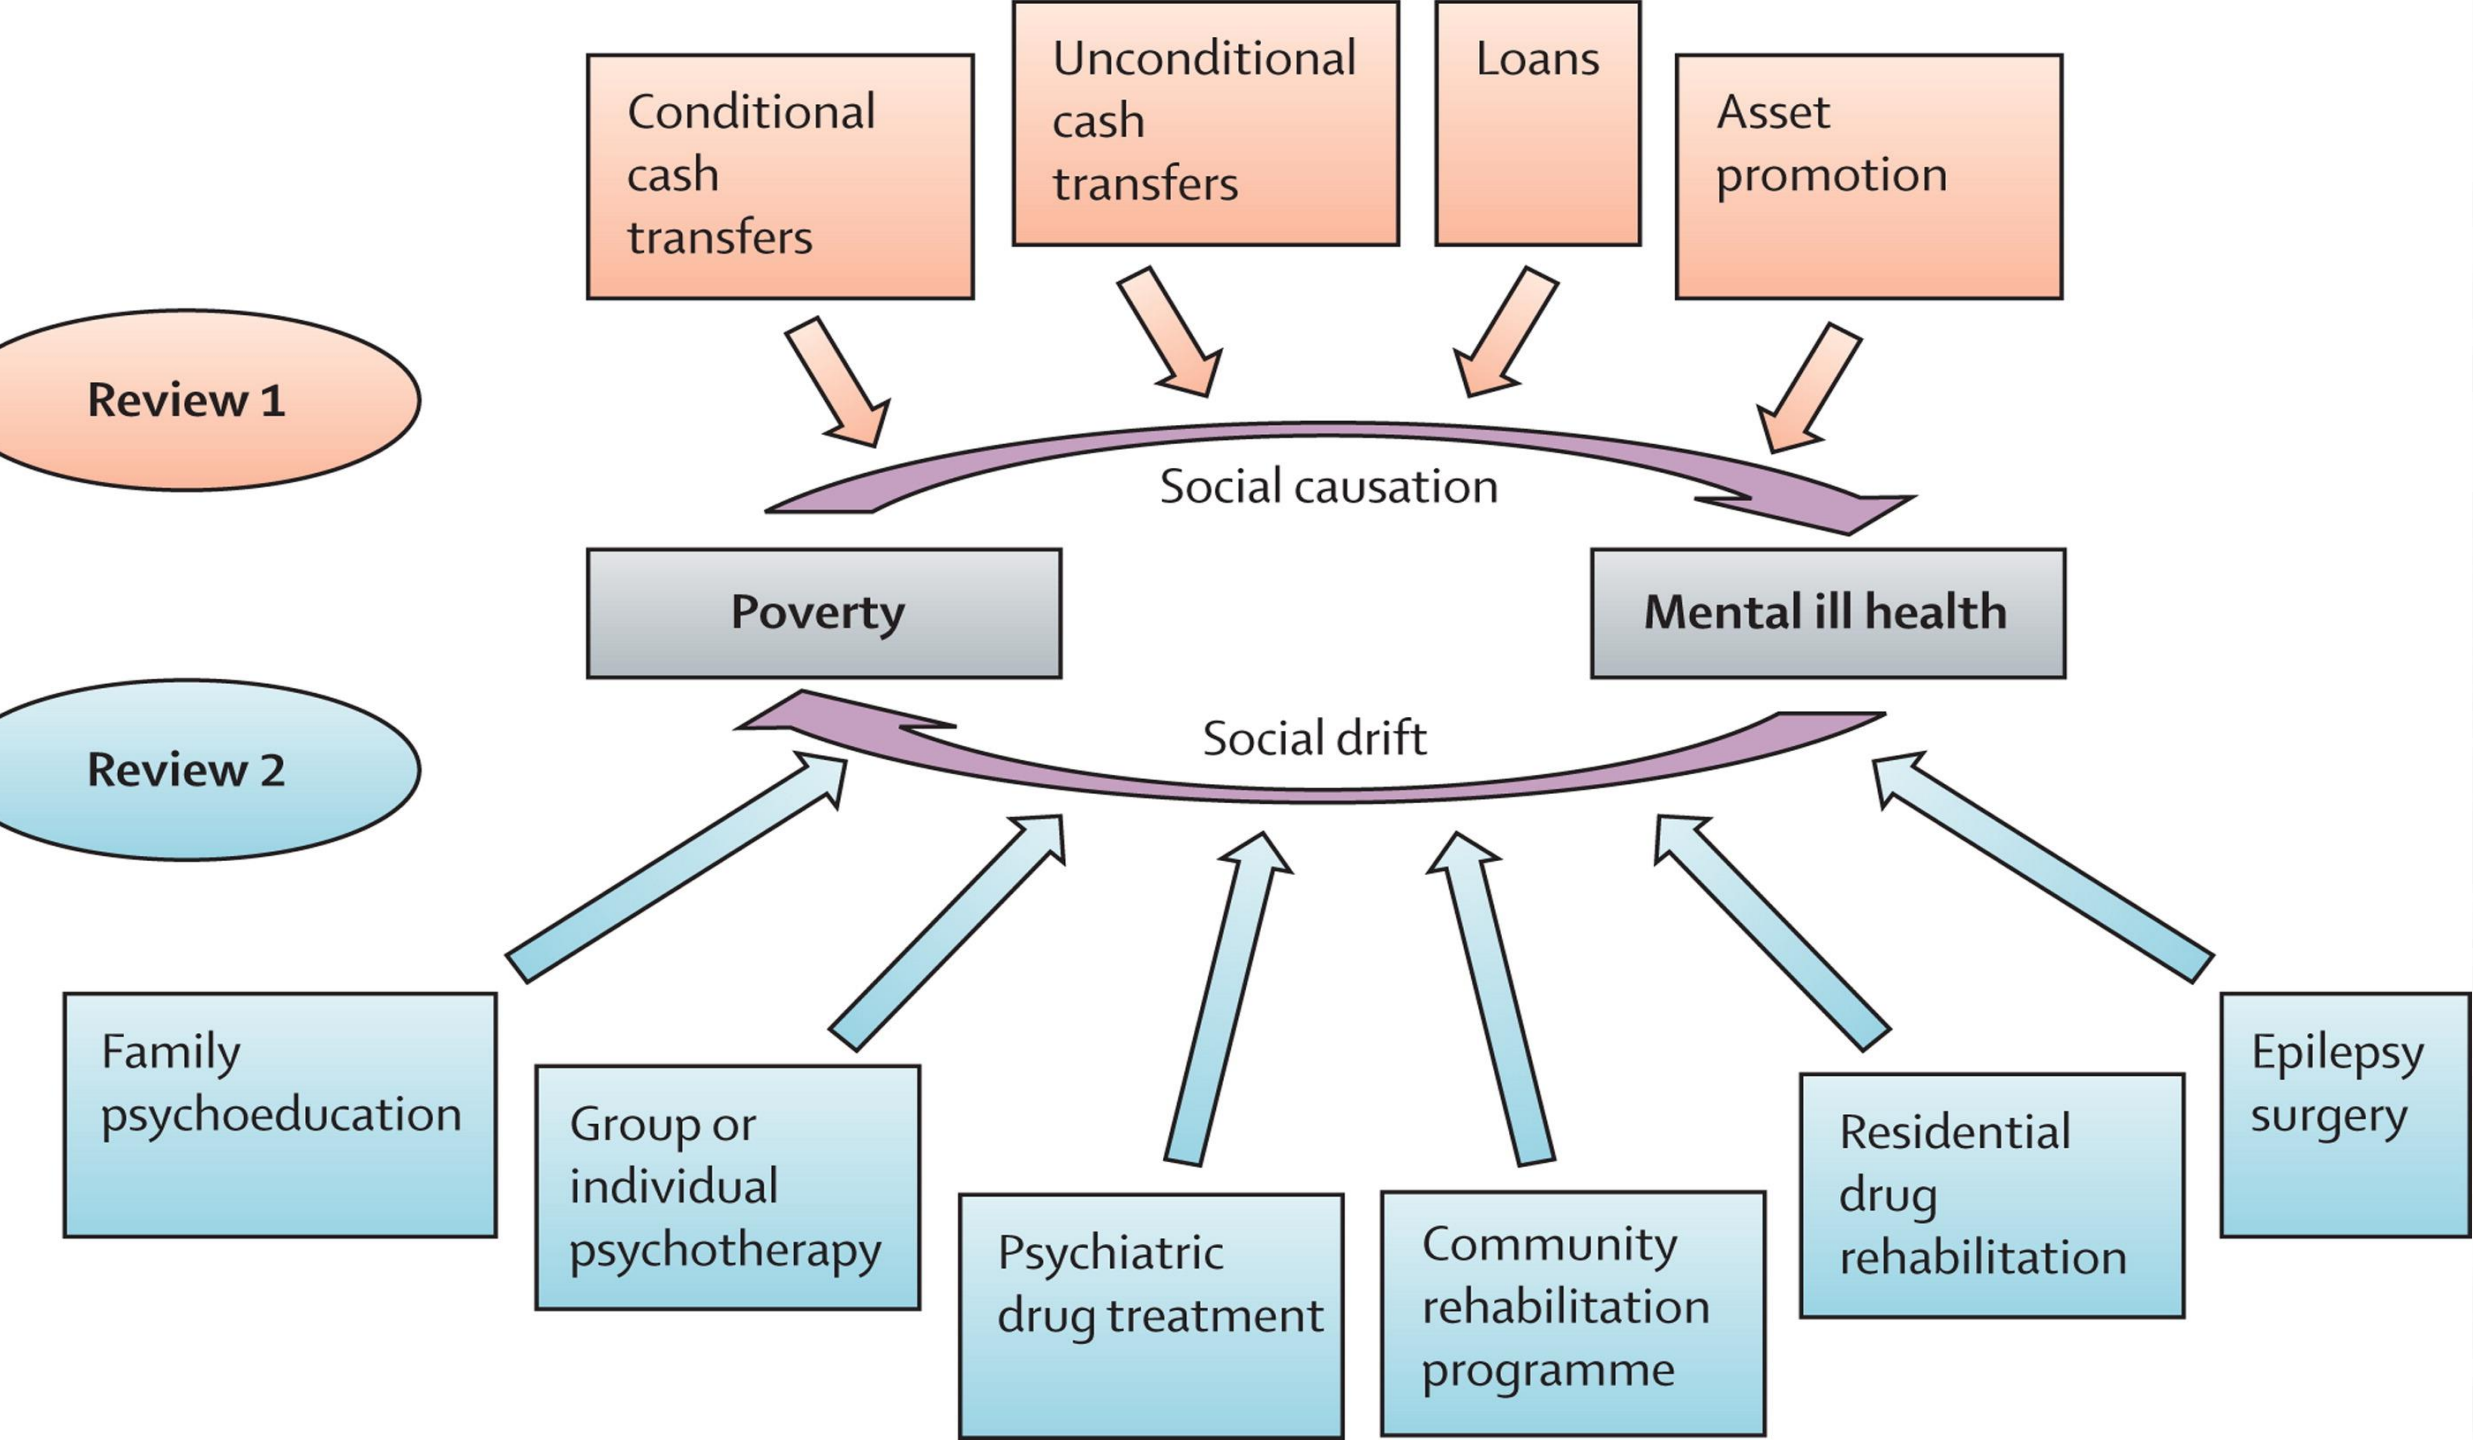 Conditional
cash
transfers
Unconditional
cash
transfers
Loans
Asset
promotion
Review 1
Social causation
Poverty
Mental ill health
Review 2
Social drift
Family
psychoeducation
Group or
individual
psychotherapy
Psychiatric
drug treatment
Community
rehabilitation
programme
Residential
drug
rehabilitation
Epilepsy
surgery